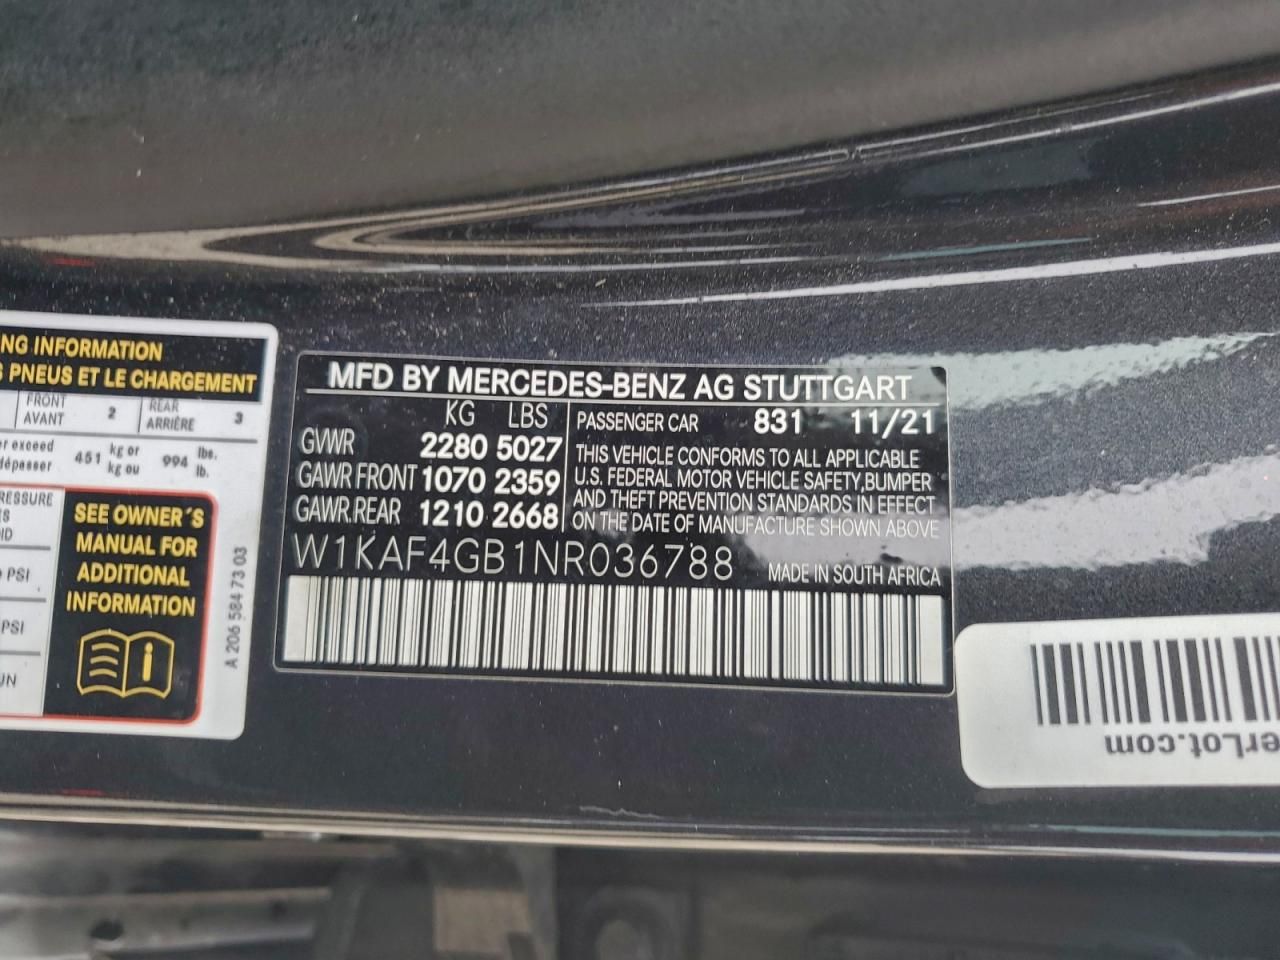 NG INFORMATION
PNEUS ET LE CHARGEMENT
FRONT
AVANT
2
REAR
ARRIÈRE
3
er exceed
dépasser
451
kg or
kg ou
994
lbs.
lb.
RESSURE
SEE OWNER´S
MANUAL FOR
ADDITIONAL
INFORMATION
PSI
PSI
A 206 584 73 03
MFD BY MERCEDES-BENZ AG STUTTGART
KG LBS
GVWR 2280 5027
GAWR FRONT 1070 2359
GAWR.REAR 1210 2668
PASSENGER CAR 831 11/21
THIS VEHICLE CONFORMS TO ALL APPLICABLE
U.S. FEDERAL MOTOR VEHICLE SAFETY,BUMPER
AND THEFT PREVENTION STANDARDS IN EFFECT
ON THE DATE OF MANUFACTURE SHOWN ABOVE
W1KAF4GB1NR036788
MADE IN SOUTH AFRICA
erLot.com